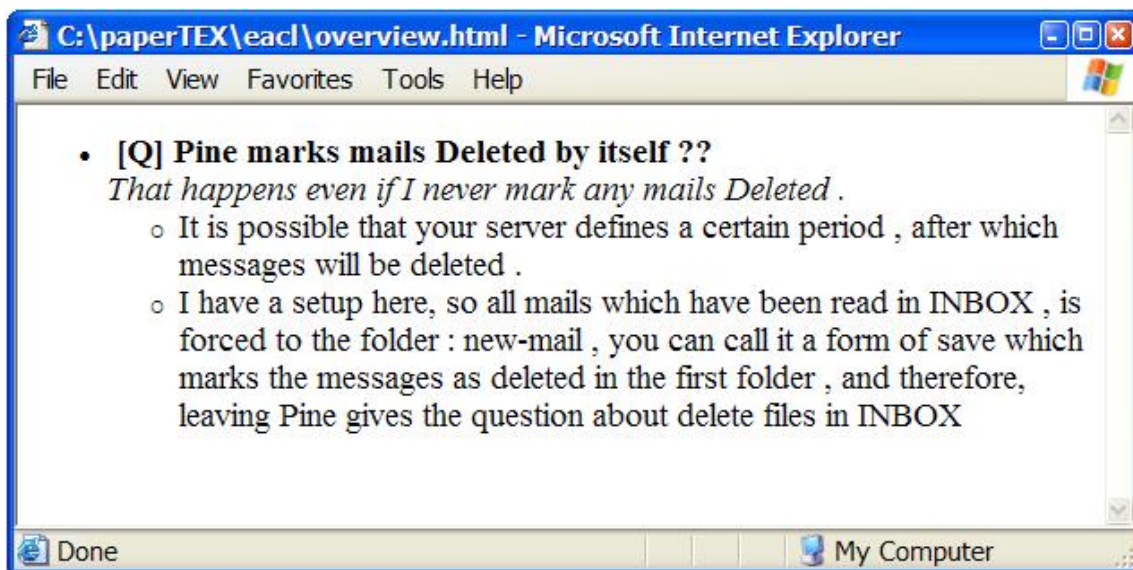 C:\paperTEX\eacl\overview.html - Microsoft Internet Explorer
File Edit View Favorites Tools Help
[Q] Pine marks mails Deleted by itself ??
That happens even if I never mark any mails Deleted .
It is possible that your server defines a certain period , after which
messages will be deleted .
I have a setup here, so all mails which have been read in INBOX , is
forced to the folder : new-mail , you can call it a form of save which
marks the messages as deleted in the first folder , and therefore,
leaving Pine gives the question about delete files in INBOX
Done My Computer